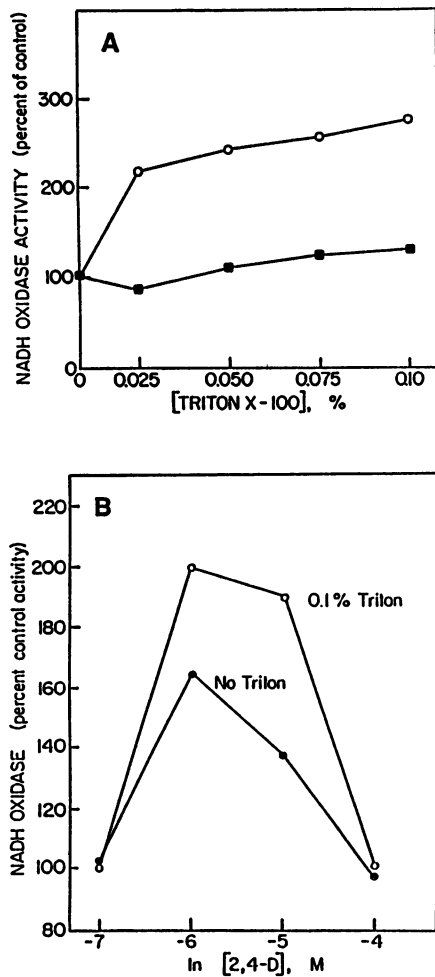 A
NADH OXIDASE ACTIVITY (percent of control)
300
200
100
0
0 0.025 0.050 0.075 0.10
[TRITON X-100], %
B
NADH OXIDASE (percent control activity)
220
200
180
160
140
120
100
80
0.1% Triton
No Triton
-7 -6 -5 -4
ln [2,4-D], M